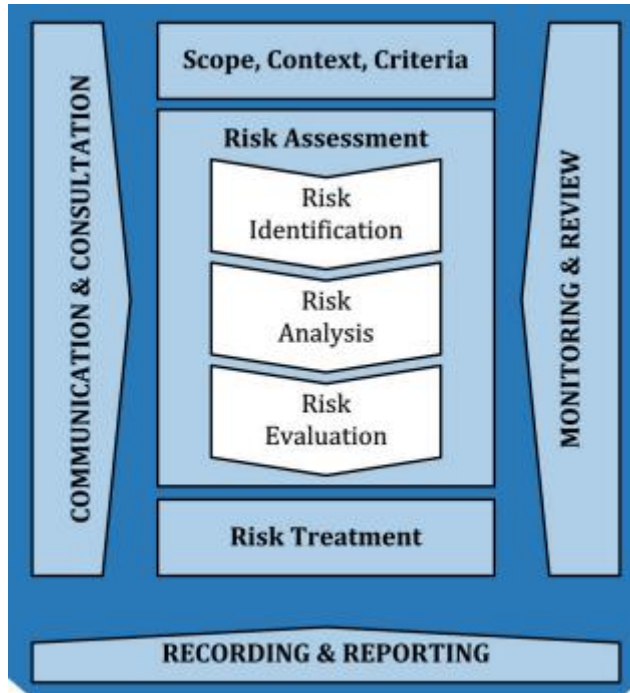 Scope, Context, Criteria
Risk Assessment
Risk
Identification
Risk
Analysis
Risk
Evaluation
Risk Treatment
COMMUNICATION & CONSULTATION
MONITORING & REVIEW
RECORDING & REPORTING